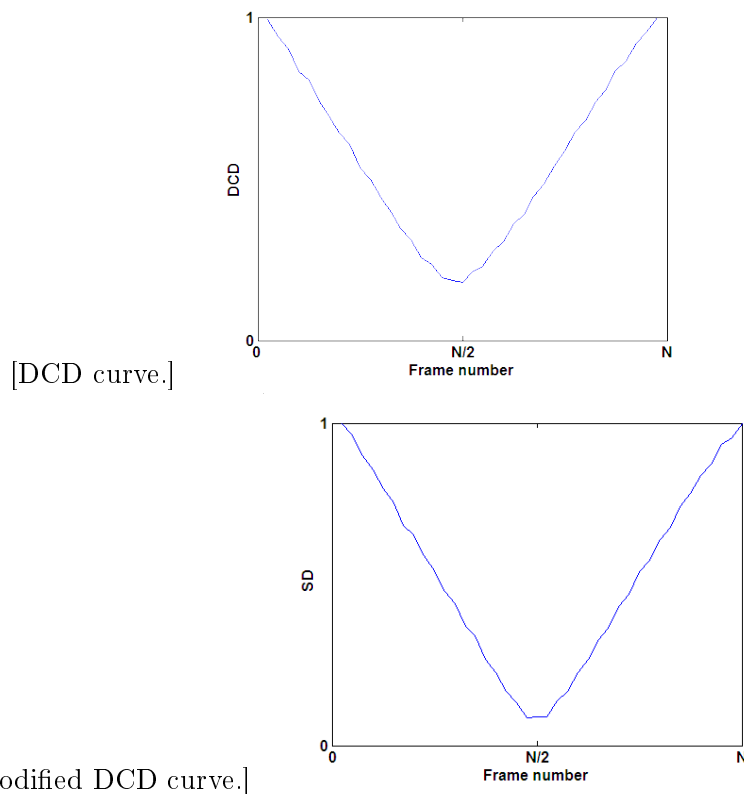 1
DCD
0
0 N/2 N
Frame number
[DCD curve.]
1
SD
0
0 N/2 N
Frame number
odified DCD curve.]